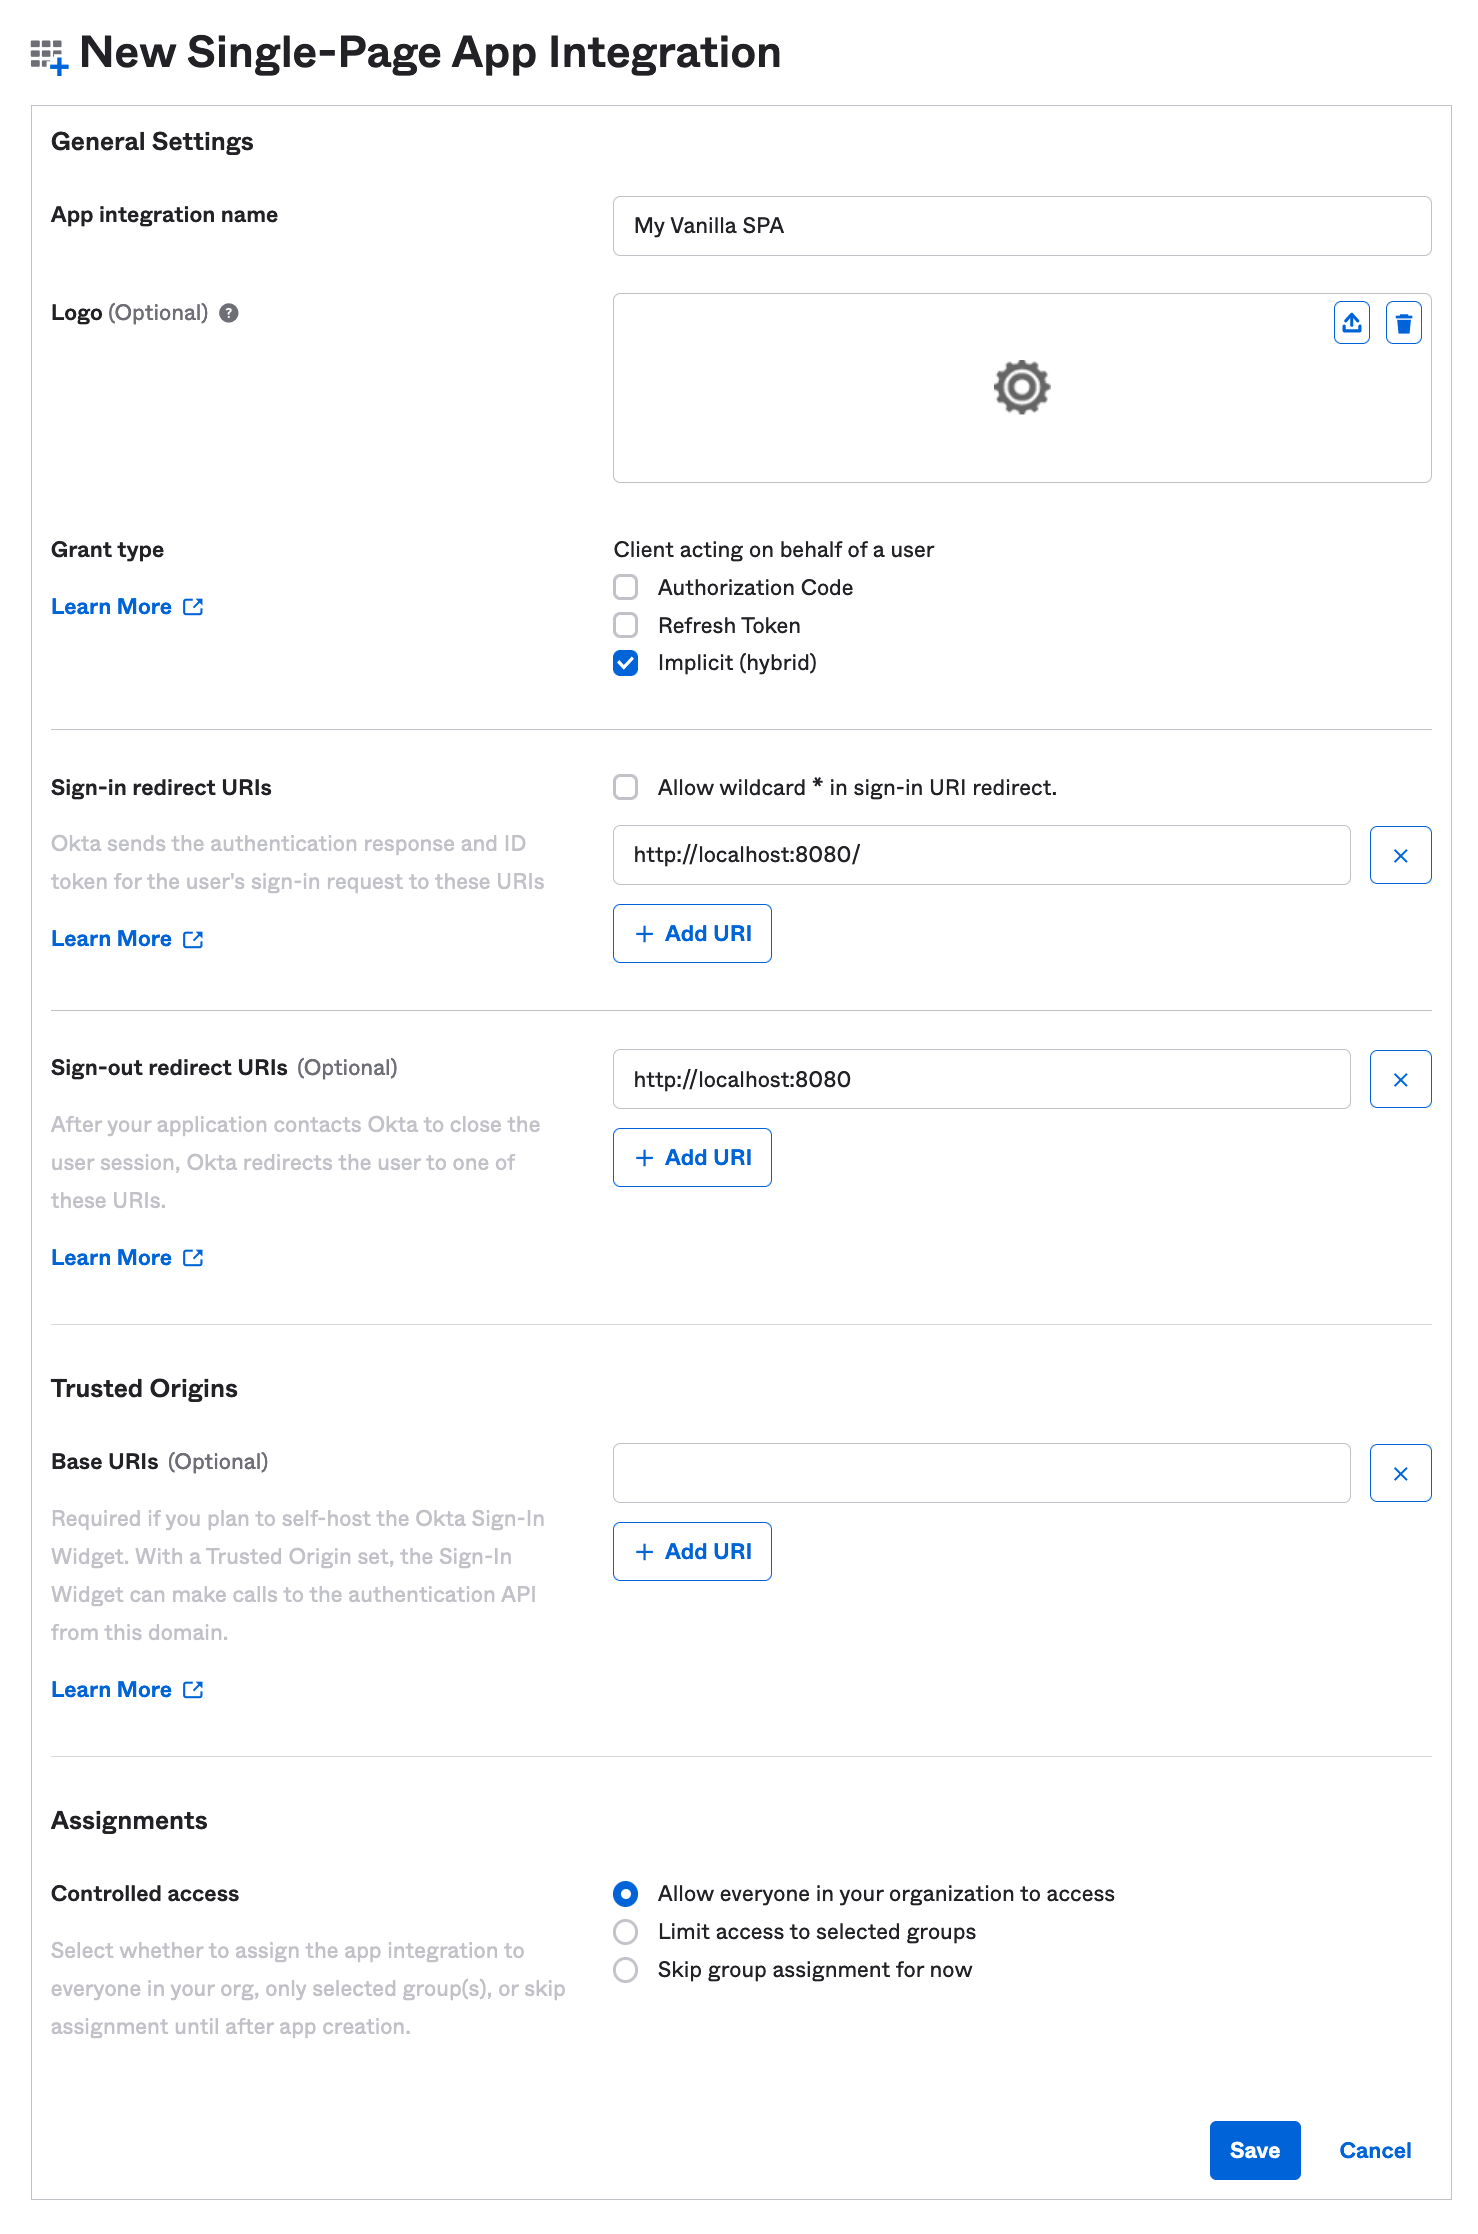 New Single-Page App Integration
General Settings
App integration name
My Vanilla SPA
Logo (Optional) ?
Grant type
Learn More
Client acting on behalf of a user
Authorization Code
Refresh Token
Implicit (hybrid)
Sign-in redirect URIs
Okta sends the authentication response and ID
token for the user's sign-in request to these URIs
Learn More
Allow wildcard * in sign-in URI redirect.
http://localhost:8080/
+ Add URI
Sign-out redirect URIs (Optional)
After your application contacts Okta to close the
user session, Okta redirects the user to one of
these URIs.
Learn More
http://localhost:8080
+ Add URI
Trusted Origins
Base URIs (Optional)
Required if you plan to self-host the Okta Sign-In
Widget. With a Trusted Origin set, the Sign-In
Widget can make calls to the authentication API
from this domain.
Learn More
+ Add URI
Assignments
Controlled access
Select whether to assign the app integration to
everyone in your org, only selected group(s), or skip
assignment until after app creation.
Allow everyone in your organization to access
Limit access to selected groups
Skip group assignment for now
Save
Cancel